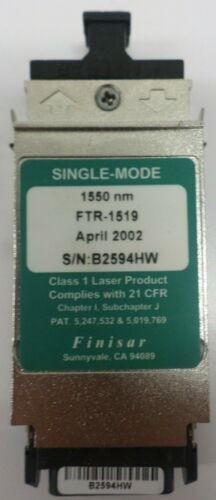 SINGLE-MODE
1550 nm
FTR-1519
April 2002
S/N:B2594HW
Class 1 Laser Product
Complies with 21 CFR
Chapter I, Subchapter J
PAT. 5,247,532 & 5,019,769
Finisar
Sunnyvale, CA 94089
B2594HW